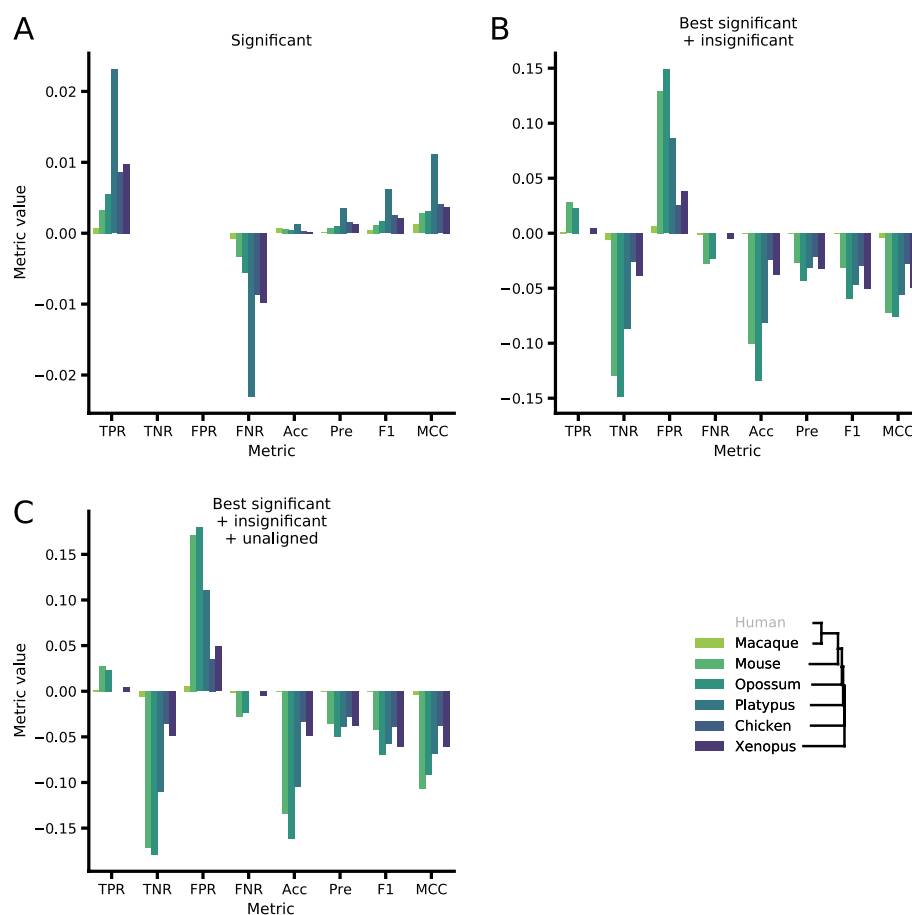 A
Significant
0.02
0.01
0.00
−0.01
−0.02
Metric value
TPR TNR FPR FNR Acc Pre F1 MCC
Metric
B
Best significant
+ insignificant
0.15
0.10
0.05
0.00
−0.05
−0.10
−0.15
TPR TNR FPR FNR Acc Pre F1 MCC
Metric
C
Best significant
+ insignificant
+ unaligned
0.15
0.10
0.05
0.00
−0.05
−0.10
−0.15
Metric value
TPR TNR FPR FNR Acc Pre F1 MCC
Metric
Human
Macaque
Mouse
Opossum
Platypus
Chicken
Xenopus